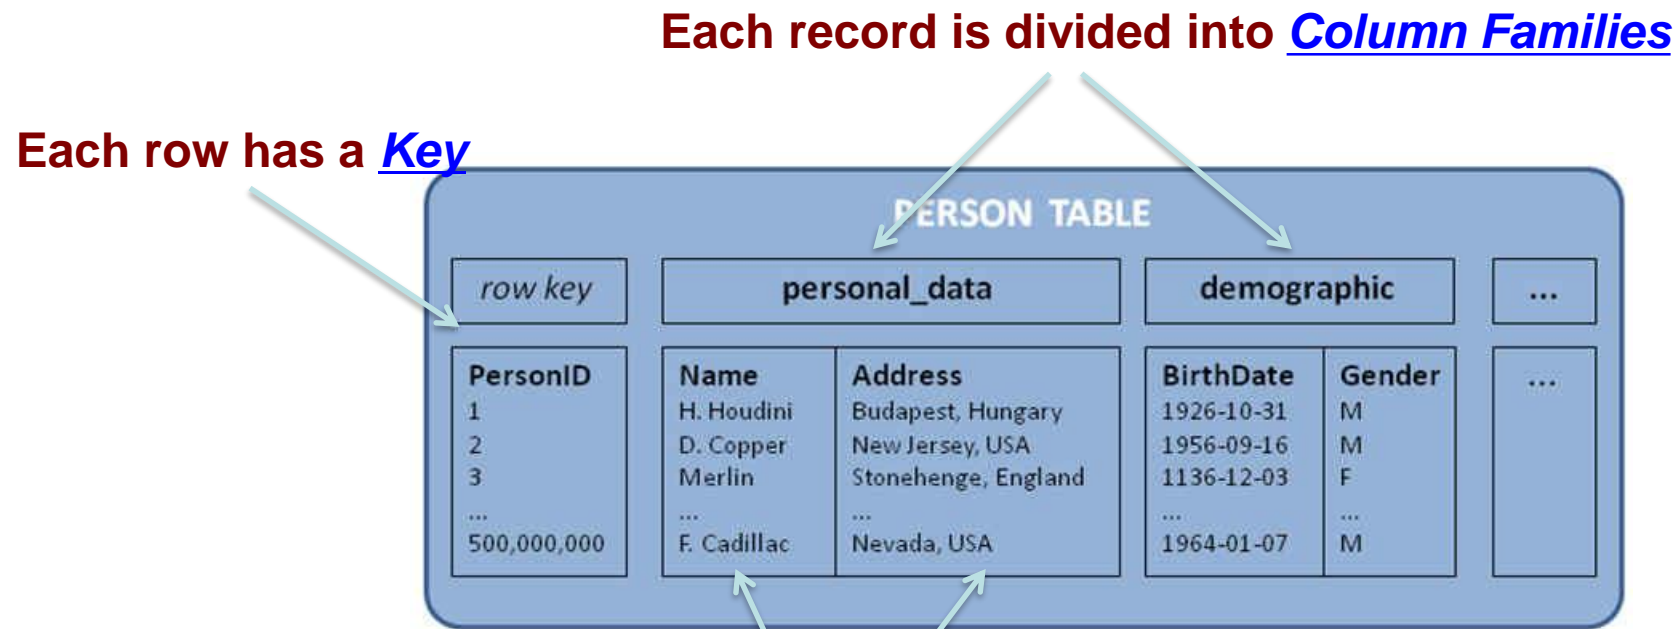 Each record is divided into Column Families
Each row has a Key
PERSON TABLE
row key personal_data demographic ...
PersonID Name Address BirthDate Gender ...
1 H. Houdini Budapest, Hungary 1926-10-31 M
2 D. Copper New Jersey, USA 1956-09-16 M
3 Merlin Stonehenge, England 1136-12-03 F
... ... ... ... ...
500,000,000 F. Cadillac Nevada, USA 1964-01-07 M